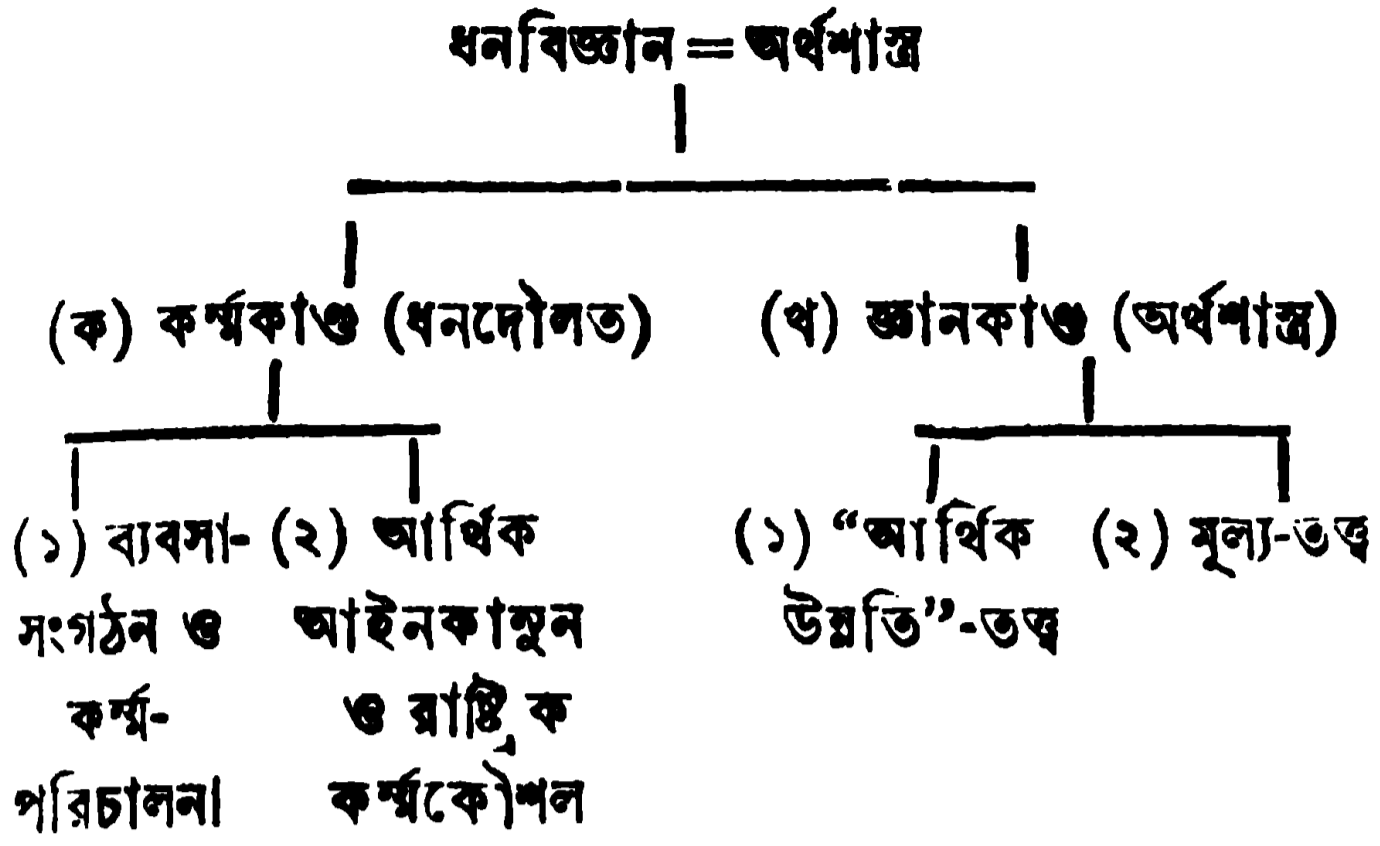 ধনবিজ্ঞান=অর্থশাস্ত্র
(ক) কর্ম্মকাণ্ড (ধনদৌলত) (খ) জ্ঞানকাণ্ড (অর্থশাস্ত্র)
(১) ব্যবসা-
সংগঠন ও
কর্ম্ম-
পরিচালনা
(২) আর্থিক
আইনকানুন
ও রাষ্ট্রিক
কর্ম্মকৌশল
(১) “আর্থিক
উন্নতি”-তত্ত্ব
(২) মূল্য-তত্ত্ব